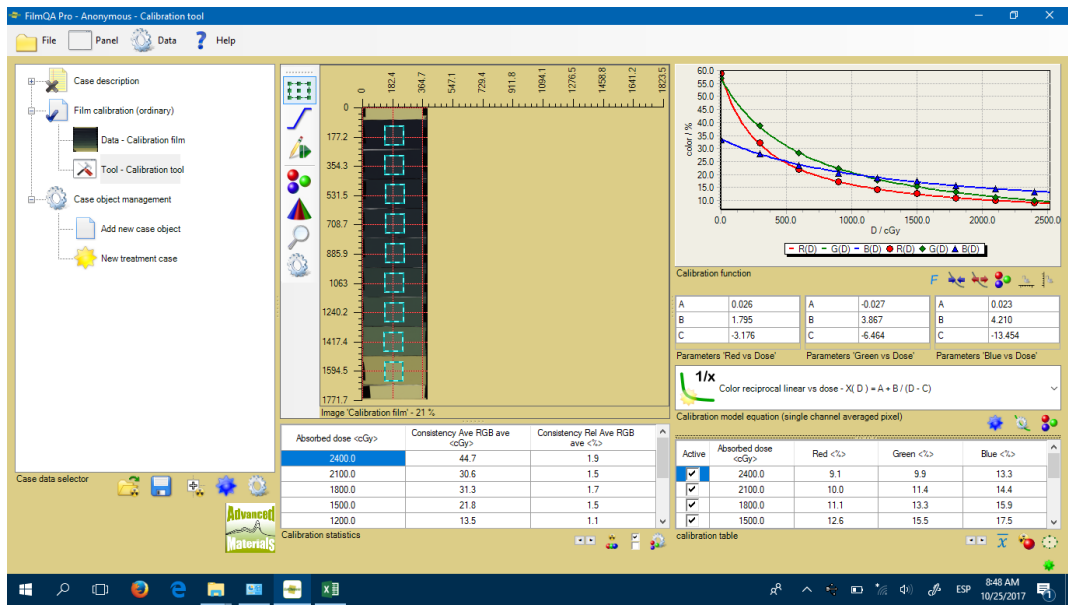 FilmQA Pro - Anonymous - Calibration tool
File Panel Data ? Help
Case description
Film calibration (ordinary)
Data - Calibration film
Tool - Calibration tool
Case object management
Add new case object
New treatment case
Case data selector
Advanced
Materials
0 182.4 364.7 547.1 729.4 911.8 1094.1 1276.5 1458.8 1641.2 1823.5
0
177.2
354.3
531.5
708.7
885.9
1063
1240.2
1417.4
1594.5
1771.7
Image 'Calibration film' - 21 %
Absorbed dose <cGy> Consistency Ave RGB ave <cGy> Consistency Rel Ave RGB ave <%>
2400.0 44.7 1.9
2100.0 30.6 1.5
1800.0 31.3 1.7
1500.0 21.8 1.5
1200.0 13.5 1.1
Calibration statistics
color / %
60.0
55.0
50.0
45.0
40.0
35.0
30.0
25.0
20.0
15.0
10.0
0.0 500.0 1000.0 1500.0 2000.0 2500.0
D / cGy
R(D) G(D) B(D) R(D) G(D) B(D)
Calibration function
F
A 0.026 A -0.027 A 0.023
B 1.795 B 3.867 B 4.210
C -3.176 C -6.464 C -13.454
Parameters 'Red vs Dose' Parameters 'Green vs Dose' Parameters 'Blue vs Dose'
1/x
Color reciprocal linear vs dose - X( D ) = A + B / (D - C)
Calibration model equation (single channel averaged pixel)
Active Absorbed dose <cGy> Red <%> Green <%> Blue <%>
2400.0 9.1 9.9 13.3
2100.0 10.0 11.4 14.4
1800.0 11.1 13.3 15.9
1500.0 12.6 15.5 17.5
calibration table
x
ESP
8:48 AM
10/25/2017
1